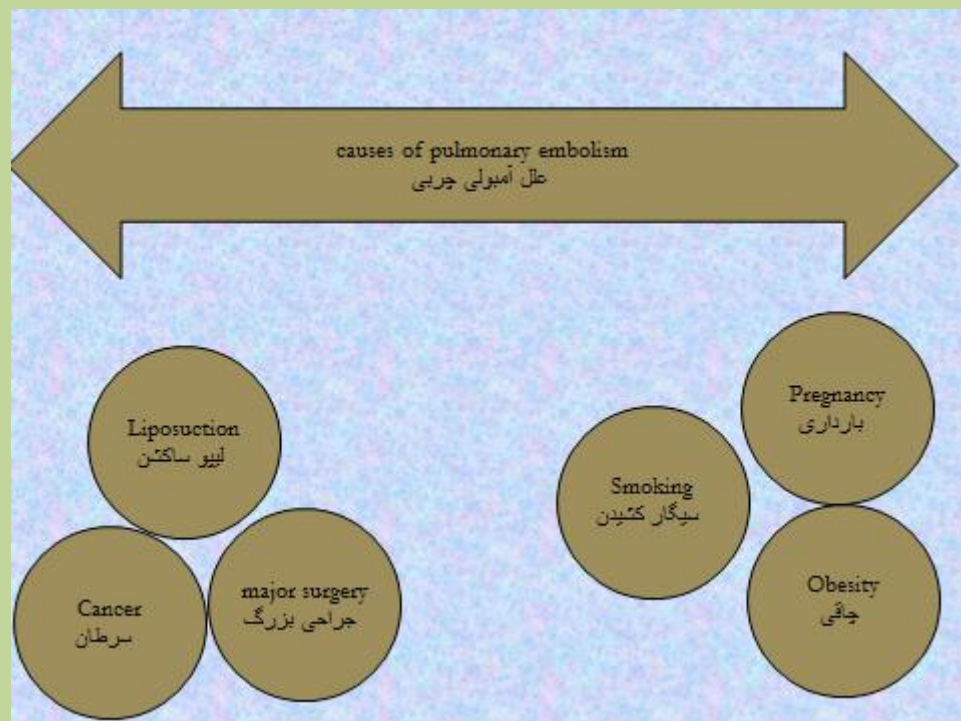 causes of pulmonary embolism
علل آمبولی چربی
Liposuction
لیپو ساکشن
Cancer
سرطان
major surgery
جراحی بزرگ
Smoking
سیگار کشیدن
Pregnancy
بارداری
Obesity
چاقی